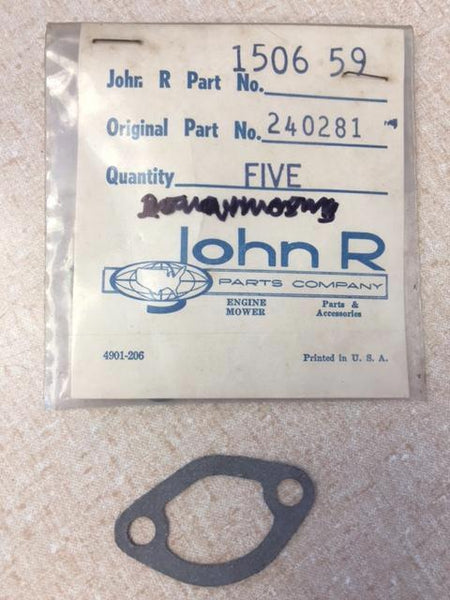 John R Part No. 1506 59
Original Part No. 240281
Quantity FIVE
John R
PARTS COMPANY
ENGINE MOWER
Parts & Accessories
4901-206
Printed in U. S. A.